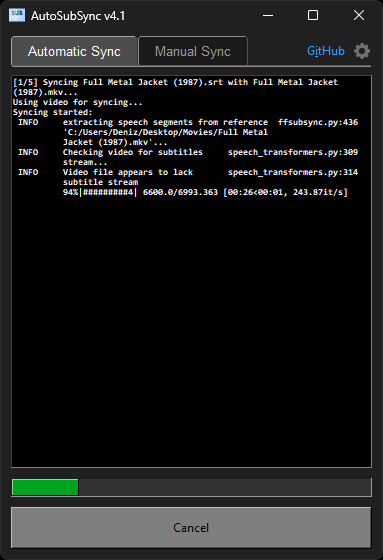 SUB
AutoSubSync v4.1
Automatic Sync
Manual Sync
GitHub
[1/5] Syncing Full Metal Jacket (1987).srt with Full Metal Jacket
(1987).mkv...
Using video for syncing...
Syncing started:
INFO extracting speech segments from reference ffsubsync.py:436
'C:/Users/Deniz/Desktop/Movies/Full Metal
Jacket (1987).mkv'...
INFO Checking video for subtitles speech_transformers.py:309
stream...
INFO Video file appears to lack speech_transformers.py:314
subtitle stream
94%|#########4| 6600.0/6993.363 [00:26<00:01, 243.87it/s]
Cancel